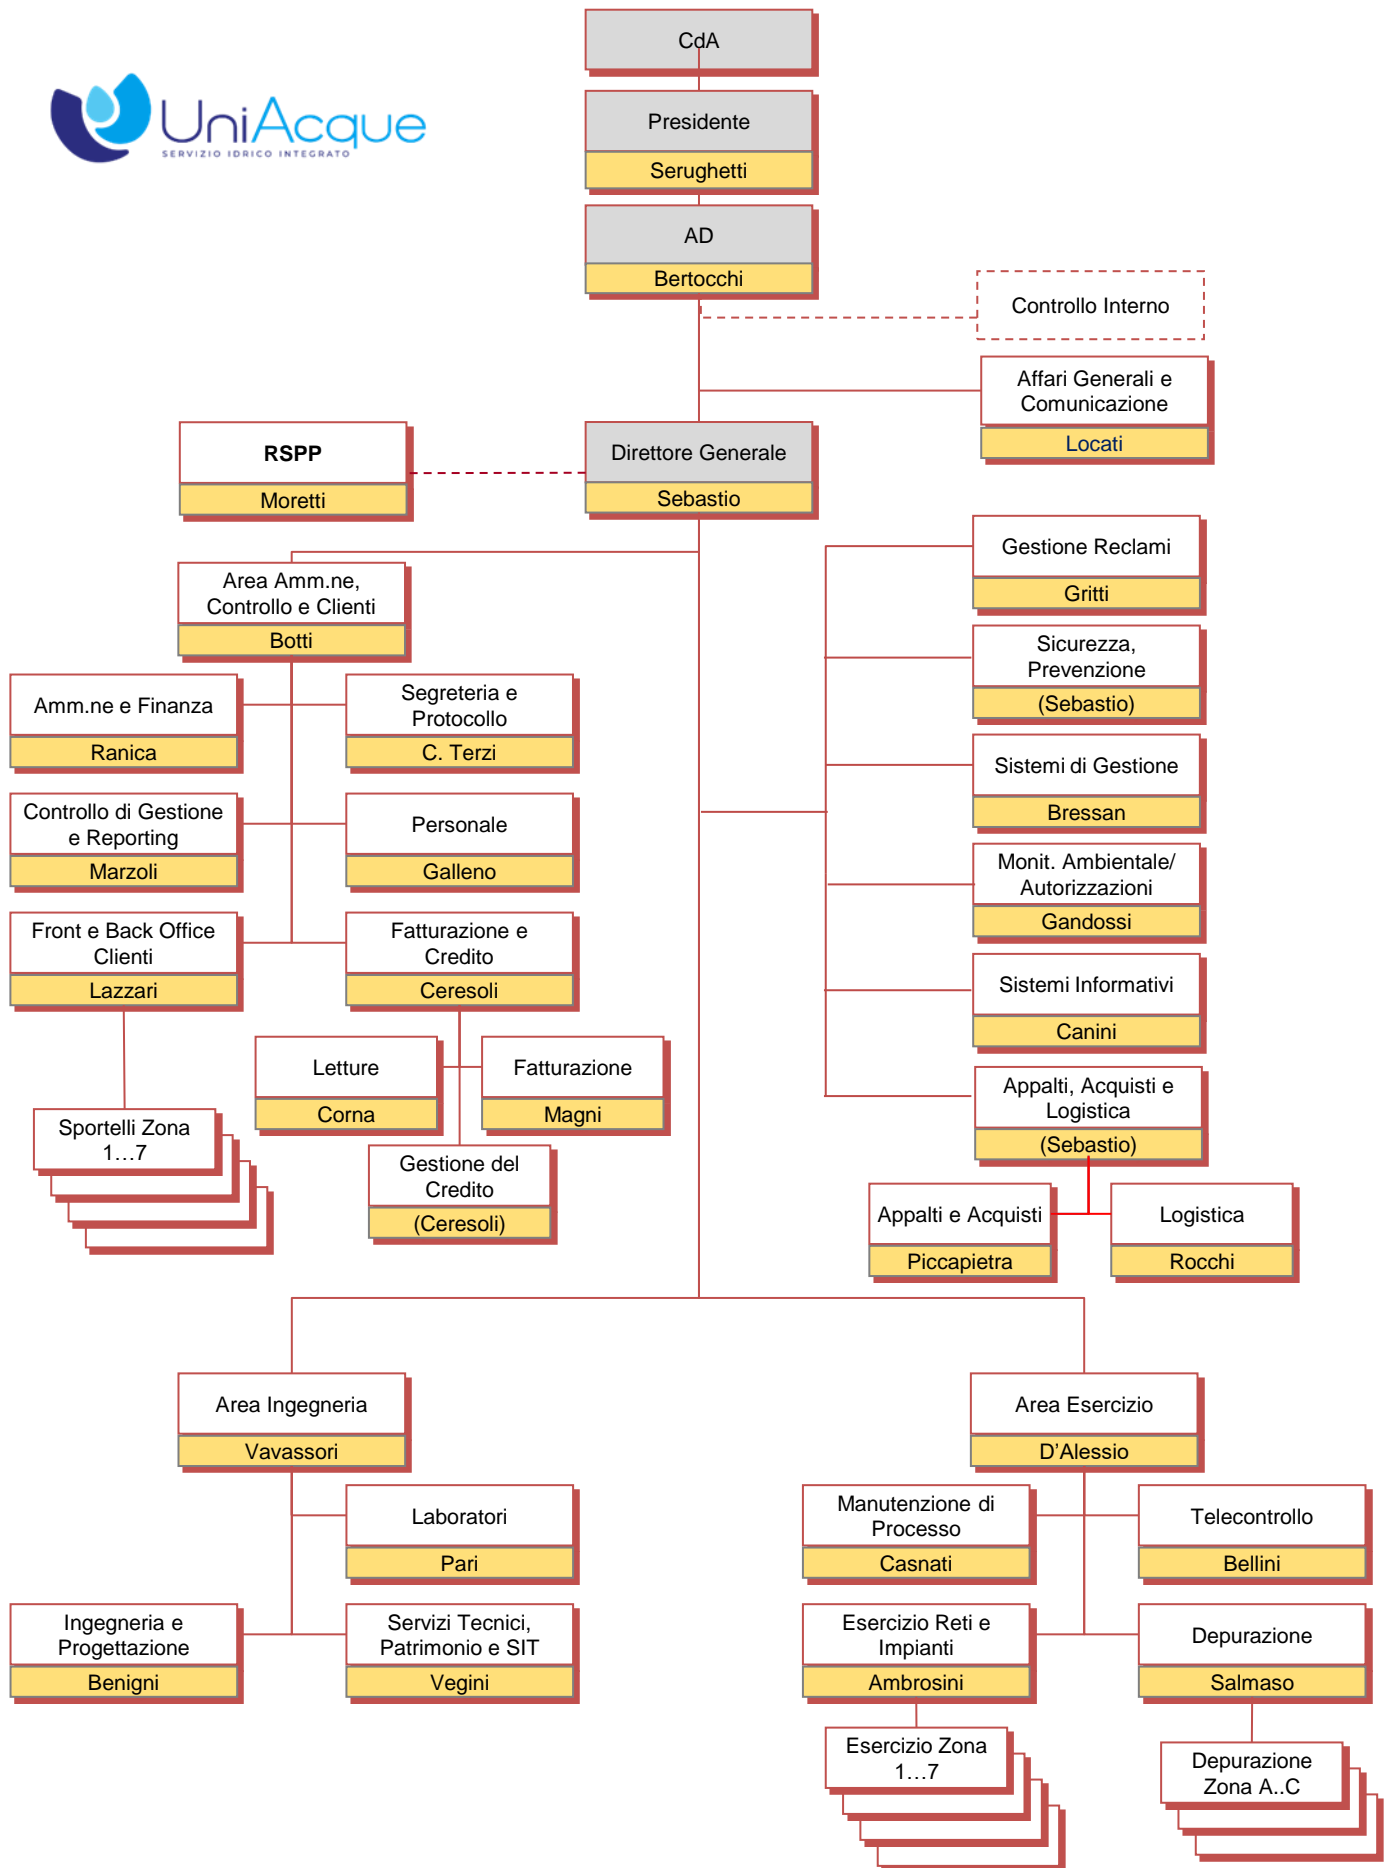 CdA
UniAcque
SERVIZIO IDRICO INTEGRATO
Presidente
Serughetti
AD
Bertocchi
Controllo Interno
Affari Generali e
Comunicazione
Locati
RSPP
Moretti
Direttore Generale
Sebastio
Area Amm.ne,
Controllo e Clienti
Botti
Amm.ne e Finanza
Ranica
Segreteria e
Protocollo
C. Terzi
Controllo di Gestione
e Reporting
Marzoli
Personale
Galleno
Front e Back Office
Clienti
Lazzari
Fatturazione e
Credito
Ceresoli
Letture
Corna
Fatturazione
Magni
Sportelli Zona
1…7
Gestione del
Credito
(Ceresoli)
Gestione Reclami
Gritti
Sicurezza,
Prevenzione
(Sebastio)
Sistemi di Gestione
Bressan
Monit. Ambientale/
Autorizzazioni
Gandossi
Sistemi Informativi
Canini
Appalti, Acquisti e
Logistica
(Sebastio)
Appalti e Acquisti
Piccapietra
Logistica
Rocchi
Area Ingegneria
Vavassori
Laboratori
Pari
Ingegneria e
Progettazione
Benigni
Servizi Tecnici,
Patrimonio e SIT
Vegini
Area Esercizio
D’Alessio
Manutenzione di
Processo
Casnati
Telecontrollo
Bellini
Esercizio Reti e
Impianti
Ambrosini
Depurazione
Salmaso
Esercizio Zona
1…7
Depurazione
Zona A..C